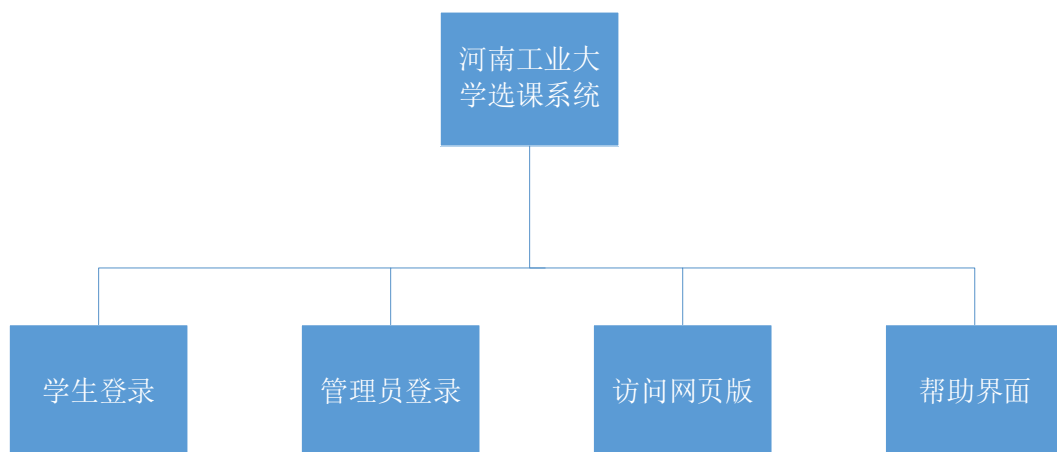 河南工业大
学选课系统
学生登录
管理员登录
访问网页版
帮助界面